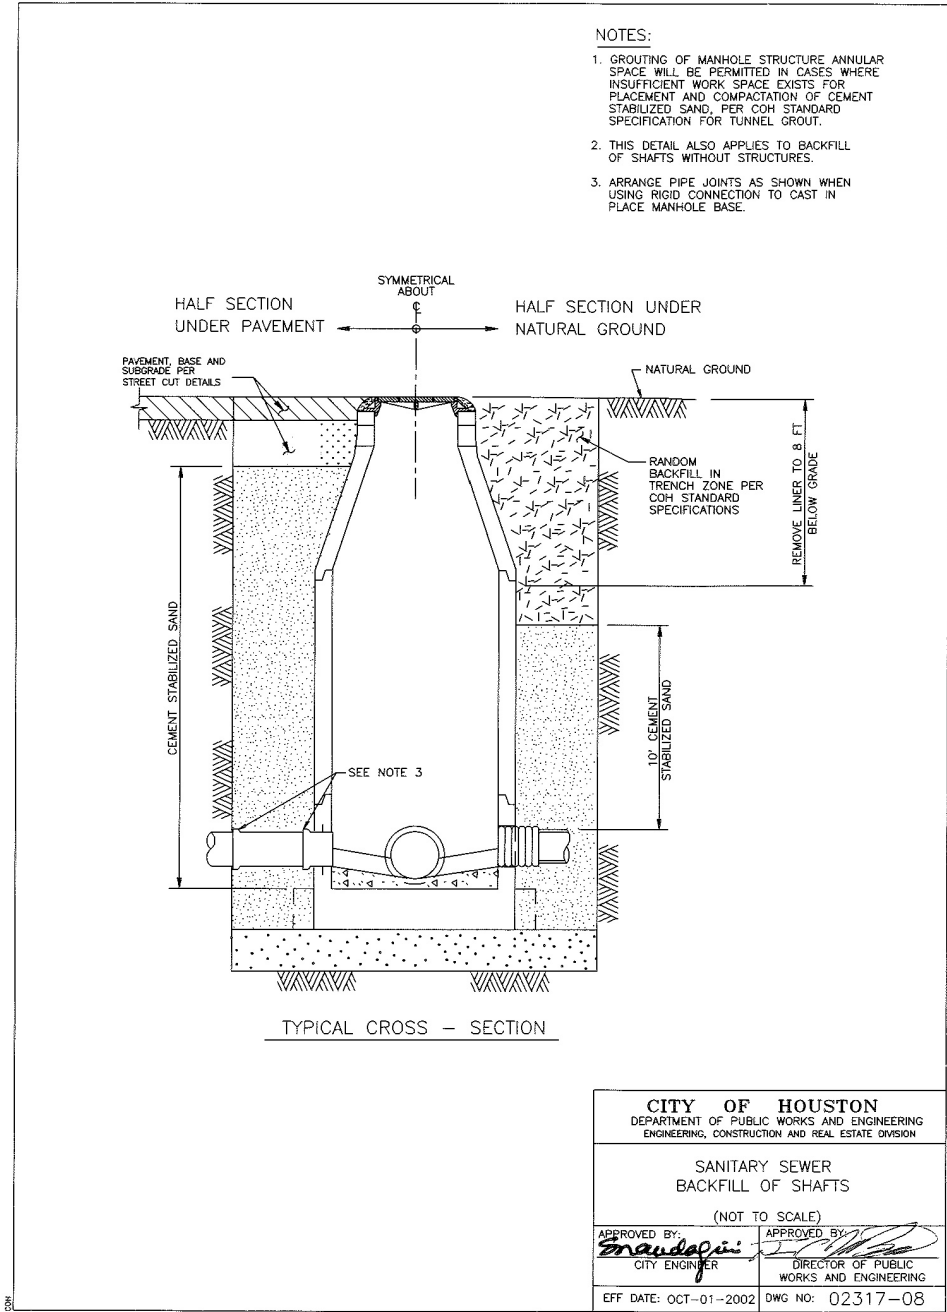 NOTES:
1. GROUTING OF MANHOLE STRUCTURE ANNULAR
SPACE WILL BE PERMITTED IN CASES WHERE
INSUFFICIENT WORK SPACE EXISTS FOR
PLACEMENT AND COMPACTATION OF CEMENT
STABILIZED SAND, PER COH STANDARD
SPECIFICATION FOR TUNNEL GROUT.
2. THIS DETAIL ALSO APPLIES TO BACKFILL
OF SHAFTS WITHOUT STRUCTURES.
3. ARRANGE PIPE JOINTS AS SHOWN WHEN
USING RIGID CONNECTION TO CAST IN
PLACE MANHOLE BASE.
SYMMETRICAL
ABOUT
℄
HALF SECTION
UNDER PAVEMENT
HALF SECTION UNDER
NATURAL GROUND
PAVEMENT, BASE AND
SUBGRADE PER
STREET CUT DETAILS
NATURAL GROUND
RANDOM
BACKFILL IN
TRENCH ZONE PER
COH STANDARD
SPECIFICATIONS
REMOVE LINER TO 8 FT
BELOW GRADE
CEMENT STABILIZED SAND
10' CEMENT
STABILIZED SAND
SEE NOTE 3
TYPICAL CROSS - SECTION
CITY OF HOUSTON
DEPARTMENT OF PUBLIC WORKS AND ENGINEERING
ENGINEERING, CONSTRUCTION AND REAL ESTATE DIVISION
SANITARY SEWER
BACKFILL OF SHAFTS
(NOT TO SCALE)
APPROVED BY:
CITY ENGINEER
APPROVED BY:
DIRECTOR OF PUBLIC
WORKS AND ENGINEERING
EFF DATE: OCT-01-2002
DWG NO: 02317-08
COH